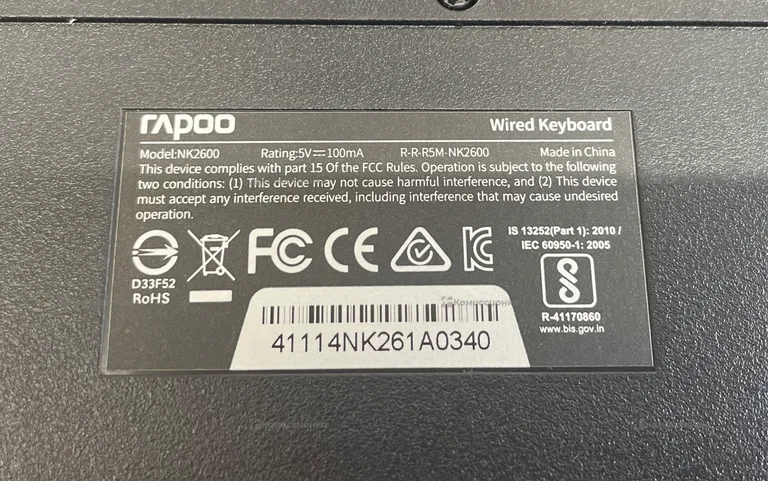 rapoo
Wired Keyboard
Model:NK2600 Rating:5V⎓100mA R-R-R5M-NK2600 Made in China
This device complies with part 15 Of the FCC Rules. Operation is subject to the following
two conditions: (1) This device may not cause harmful interference, and (2) This device
must accept any interference received, including interference that may cause undesired
operation.
FC CE
IS 13252(Part 1): 2010 /
IEC 60950-1: 2005
D33F52
RoHS
R-41170860
www.bis.gov.in
Комиссионка
41114NK261A0340